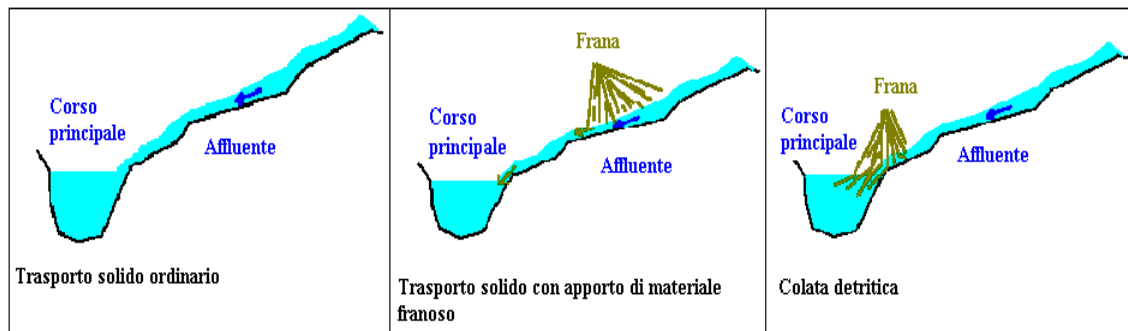 Corso
principale
Affluente
Trasporto solido ordinario
Frana
Corso
principale
Affluente
Trasporto solido con apporto di materiale
franoso
Frana
Corso
principale
Affluente
Colata detritica